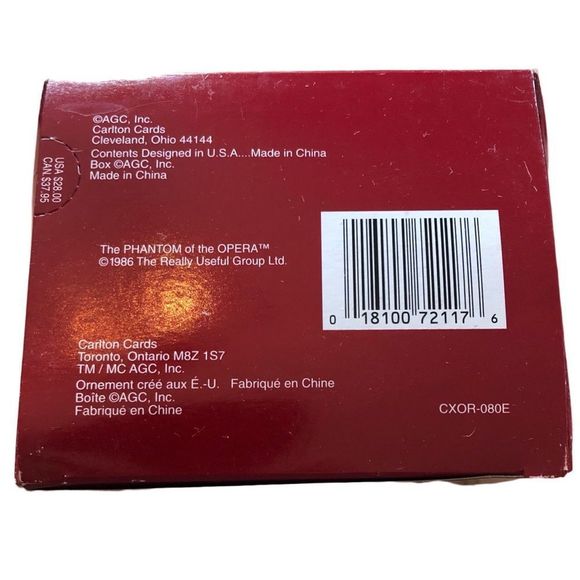 ©AGC, Inc.
Carlton Cards
Cleveland, Ohio 44144
Contents Designed in U.S.A....Made in China
Box ©AGC, Inc.
Made in China
USA $28.00
CAN $37.95
The PHANTOM of the OPERA™
©1986 The Really Useful Group Ltd.
0 18100 72117 6
Carlton Cards
Toronto, Ontario M8Z 1S7
TM / MC AGC, Inc.
Ornement créé aux É.-U. Fabriqué en Chine
Boîte ©AGC, Inc.
Fabriqué en Chine
CXOR-080E